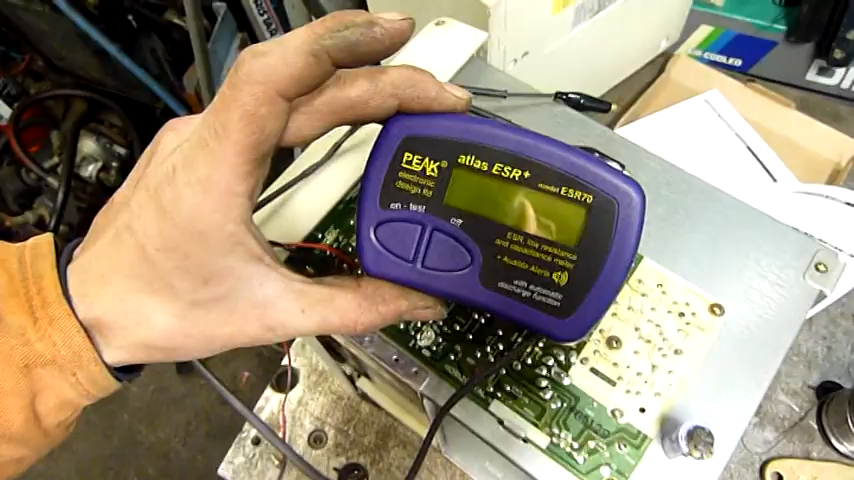 PEAK®
electronic
design ltd
atlas ESR+
model ESR70
on - test
off
ESR, low resistance
and capacitance meter
+ Audible Alerts
with automatic
discharge function